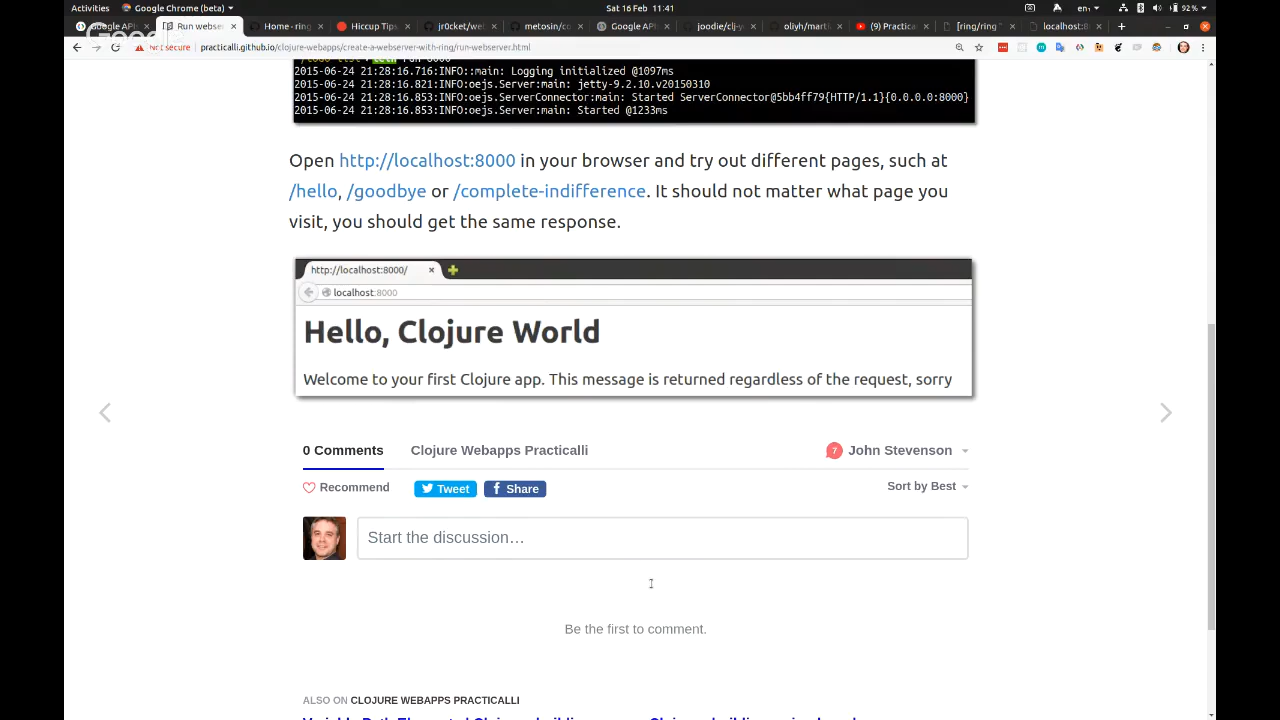 Activities Google Chrome (beta) Sat 16 Feb 11:41 en1 92%
oogle APIs Run webser Home · ring Hiccup Tips. jr0cket/we metosin/co Google API joodie/clj-y oliyh/mart (9) Practica [ring/ring localhost:8
secure practicalli.github.io/clojure-webapps/create-a-webserver-with-ring/run-webserver.html
2015-06-24 21:28:16.716:INFO::main: Logging initialized @1097ms
2015-06-24 21:28:16.821:INFO:oejs.Server:main: jetty-9.2.10.v20150310
2015-06-24 21:28:16.853:INFO:oejs.ServerConnector:main: Started ServerConnector@5bb4ff79{HTTP/1.1}{0.0.0.0:8000}
2015-06-24 21:28:16.853:INFO:oejs.Server:main: Started @1233ms
Open http://localhost:8000 in your browser and try out different pages, such at
/hello, /goodbye or /complete-indifference. It should not matter what page you
visit, you should get the same response.
http://localhost:8000/
localhost:8000
Hello, Clojure World
Welcome to your first Clojure app. This message is returned regardless of the request, sorry
0 Comments Clojure Webapps Practicalli 7 John Stevenson
Recommend Tweet Share Sort by Best
Start the discussion…
Be the first to comment.
ALSO ON CLOJURE WEBAPPS PRACTICALLI